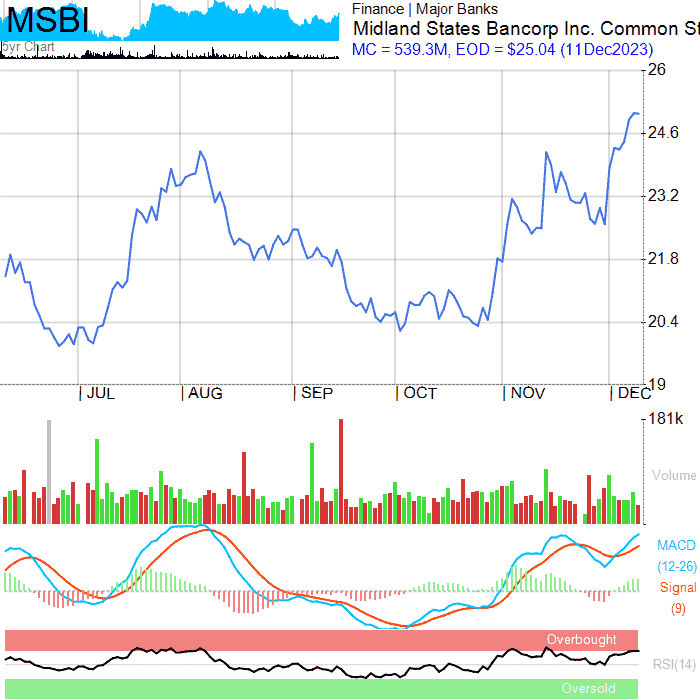 MSBI
5yr Chart
Finance | Major Banks
Midland States Bancorp Inc. Common St
MC = 539.3M, EOD = $25.04 (11Dec2023)
26
24.6
23.2
21.8
20.4
19
| JUL | AUG | SEP | OCT | NOV | DEC
181k
Volume
MACD
(12-26)
Signal
(9)
Overbought
RSI(14)
Oversold